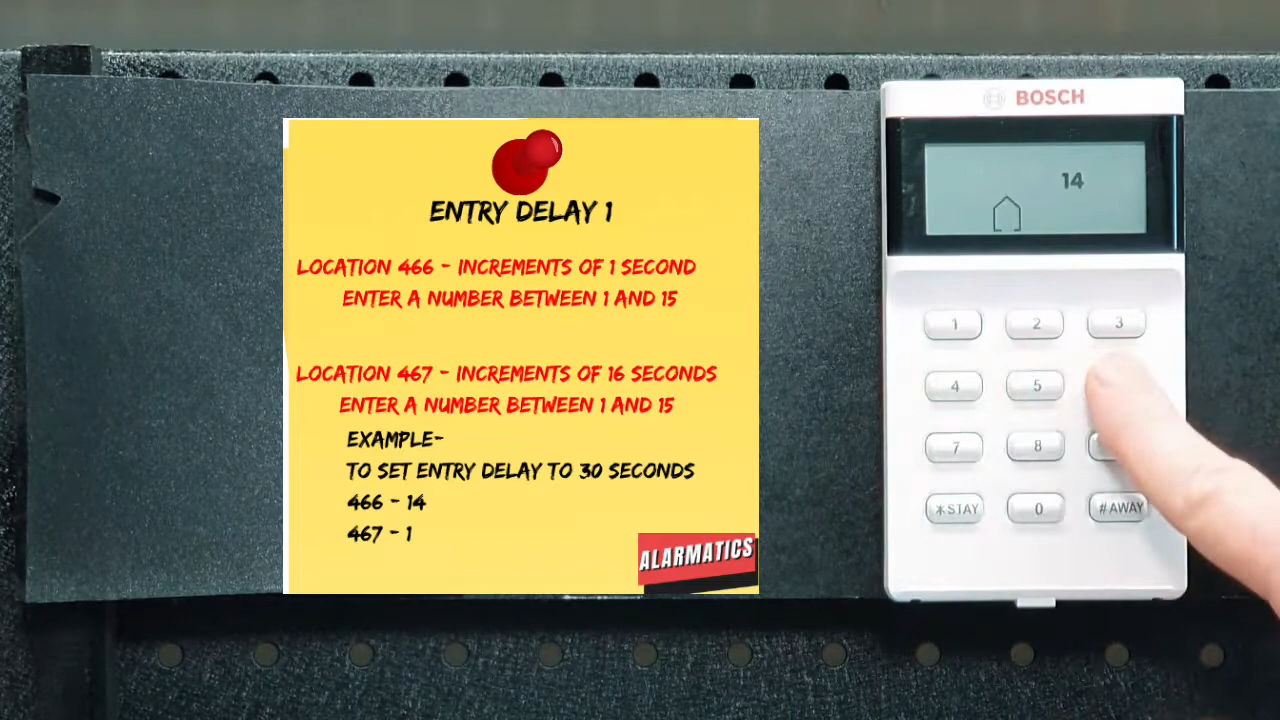 BOSCH
14
ENTRY DELAY 1
LOCATION 466 - INCREMENTS OF 1 SECOND
ENTER A NUMBER BETWEEN 1 AND 15
LOCATION 467 - INCREMENTS OF 16 SECONDS
ENTER A NUMBER BETWEEN 1 AND 15
EXAMPLE-
TO SET ENTRY DELAY TO 30 SECONDS
466 - 14
467 - 1
ALARMATICS
1 2 3
4 5
7 8
*STAY 0 #AWAY